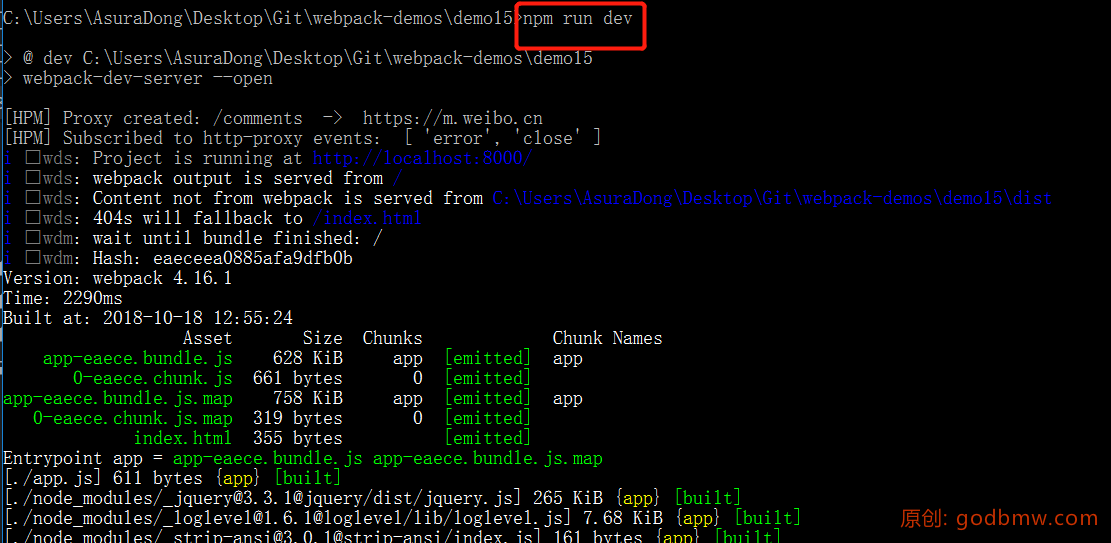 C:\Users\AsuraDong\Desktop\Git\webpack-demos\demo15>npm run dev
> @ dev C:\Users\AsuraDong\Desktop\Git\webpack-demos\demo15
> webpack-dev-server --open
[HPM] Proxy created: /comments  ->  https://m.weibo.cn
[HPM] Subscribed to http-proxy events:  [ 'error', 'close' ]
i □wds: Project is running at http://localhost:8000/
i □wds: webpack output is served from /
i □wds: Content not from webpack is served from C:\Users\AsuraDong\Desktop\Git\webpack-demos\demo15\dist
i □wds: 404s will fallback to /index.html
i □wdm: wait until bundle finished: /
i □wdm: Hash: eaeceea0885afa9dfb0b
Version: webpack 4.16.1
Time: 2290ms
Built at: 2018-10-18 12:55:24
Asset Size Chunks Chunk Names
app-eaece.bundle.js 628 KiB app [emitted] app
0-eaece.chunk.js 661 bytes 0 [emitted]
app-eaece.bundle.js.map 758 KiB app [emitted] app
0-eaece.chunk.js.map 319 bytes 0 [emitted]
index.html 355 bytes [emitted]
Entrypoint app = app-eaece.bundle.js app-eaece.bundle.js.map
[./app.js] 611 bytes {app} [built]
[./node_modules/_jquery@3.3.1@jquery/dist/jquery.js] 265 KiB {app} [built]
[./node_modules/_loglevel@1.6.1@loglevel/lib/loglevel.js] 7.68 KiB {app} [built]
[./node_modules/_strip-ansi@3.0.1@strip-ansi/index.js] 161 bytes {app} [built]
原创: godbmw.com